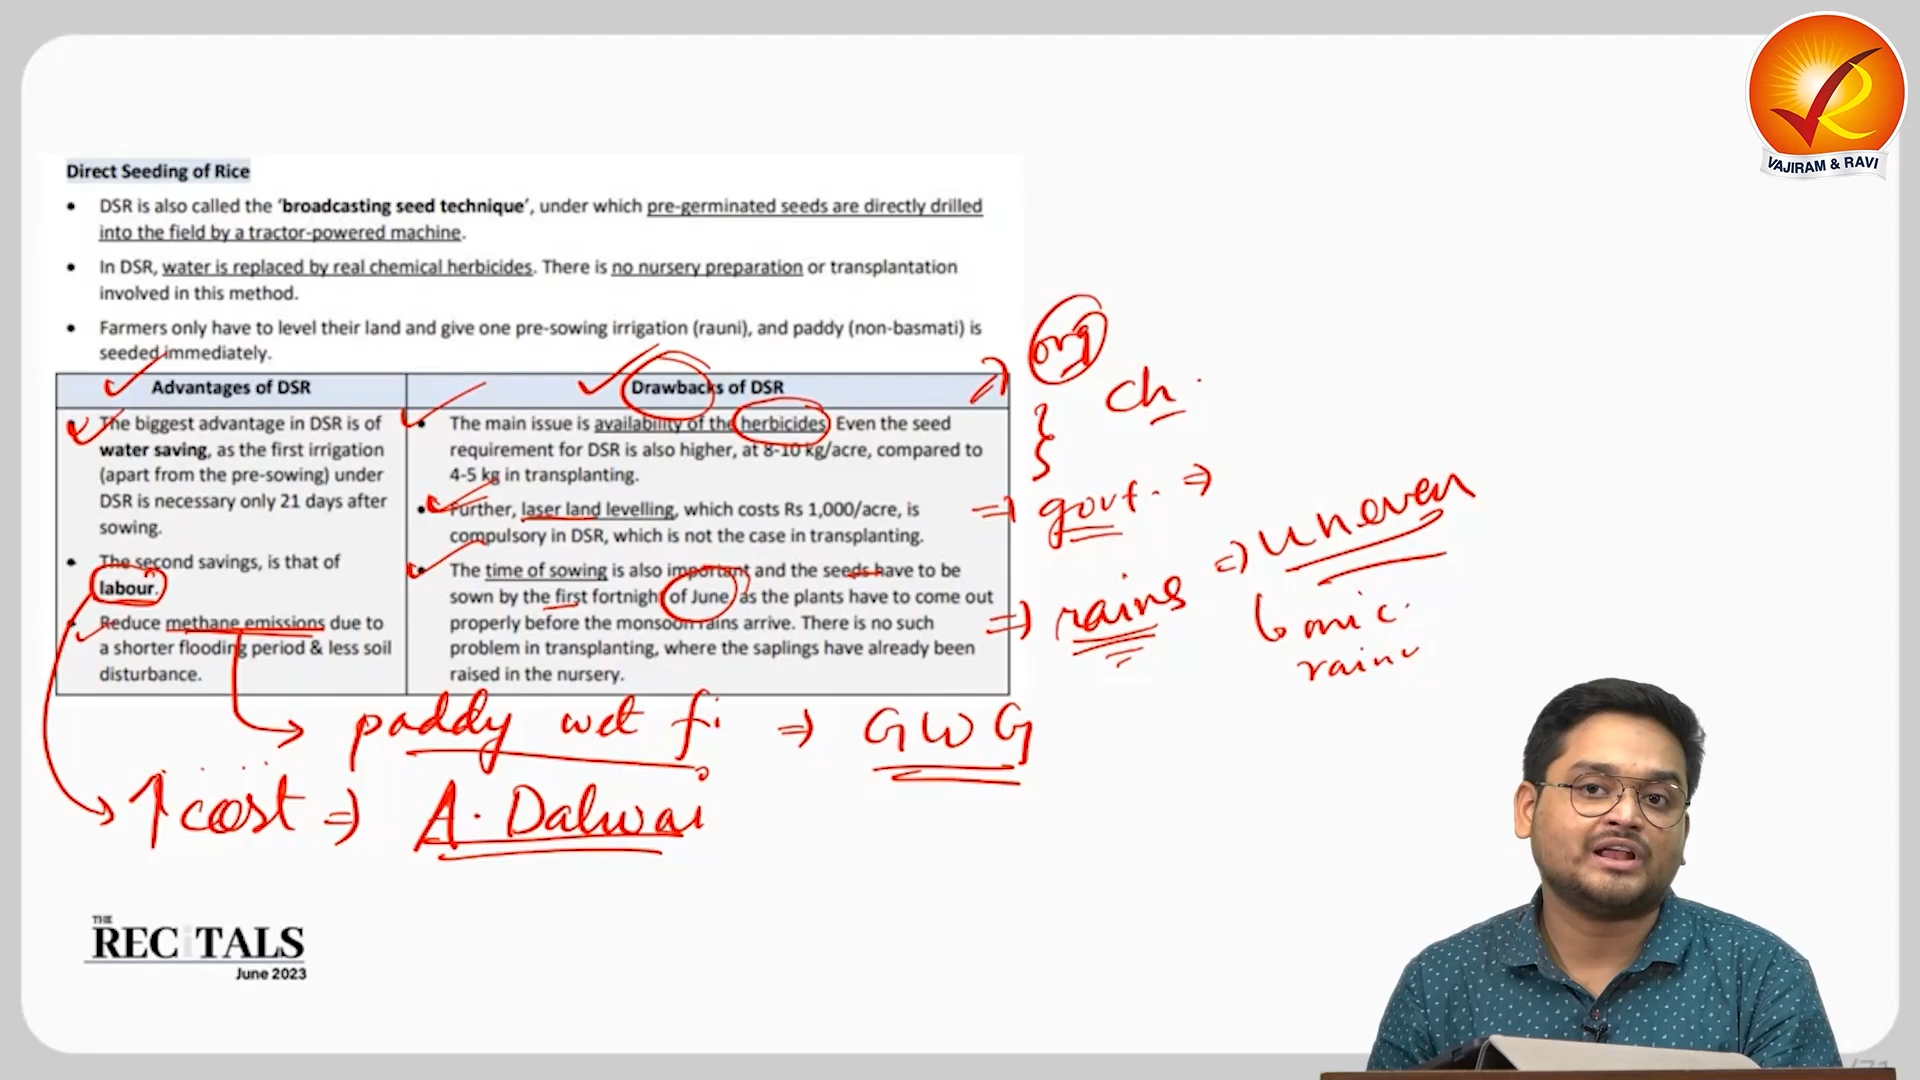 VAJIRAM & RAVI
Direct Seeding of Rice
• DSR is also called the ‘broadcasting seed technique’, under which pre-germinated seeds are directly drilled
into the field by a tractor-powered machine.
• In DSR, water is replaced by real chemical herbicides. There is no nursery preparation or transplantation
involved in this method.
• Farmers only have to level their land and give one pre-sowing irrigation (rauni), and paddy (non-basmati) is
seeded immediately.
Advantages of DSR
• The biggest advantage in DSR is of
water saving, as the first irrigation
(apart from the pre-sowing) under
DSR is necessary only 21 days after
sowing.
• The second savings, is that of
labour.
• Reduce methane emissions due to
a shorter flooding period & less soil
disturbance.
Drawbacks of DSR
• The main issue is availability of the herbicides. Even the seed
requirement for DSR is also higher, at 8-10 kg/acre, compared to
4-5 kg in transplanting.
• Further, laser land levelling, which costs Rs 1,000/acre, is
compulsory in DSR, which is not the case in transplanting.
• The time of sowing is also important and the seeds have to be
sown by the first fortnight of June, as the plants have to come out
properly before the monsoon rains arrive. There is no such
problem in transplanting, where the saplings have already been
raised in the nursery.
⇒ org
} ch.
⇒ govt. ⇒
⇒ rains ⇒ uneven
rains
→ paddy wet fi ⇒ GWG
→ ↑ cost ⇒ A. Dalwai
THE
RECiTALS
June 2023